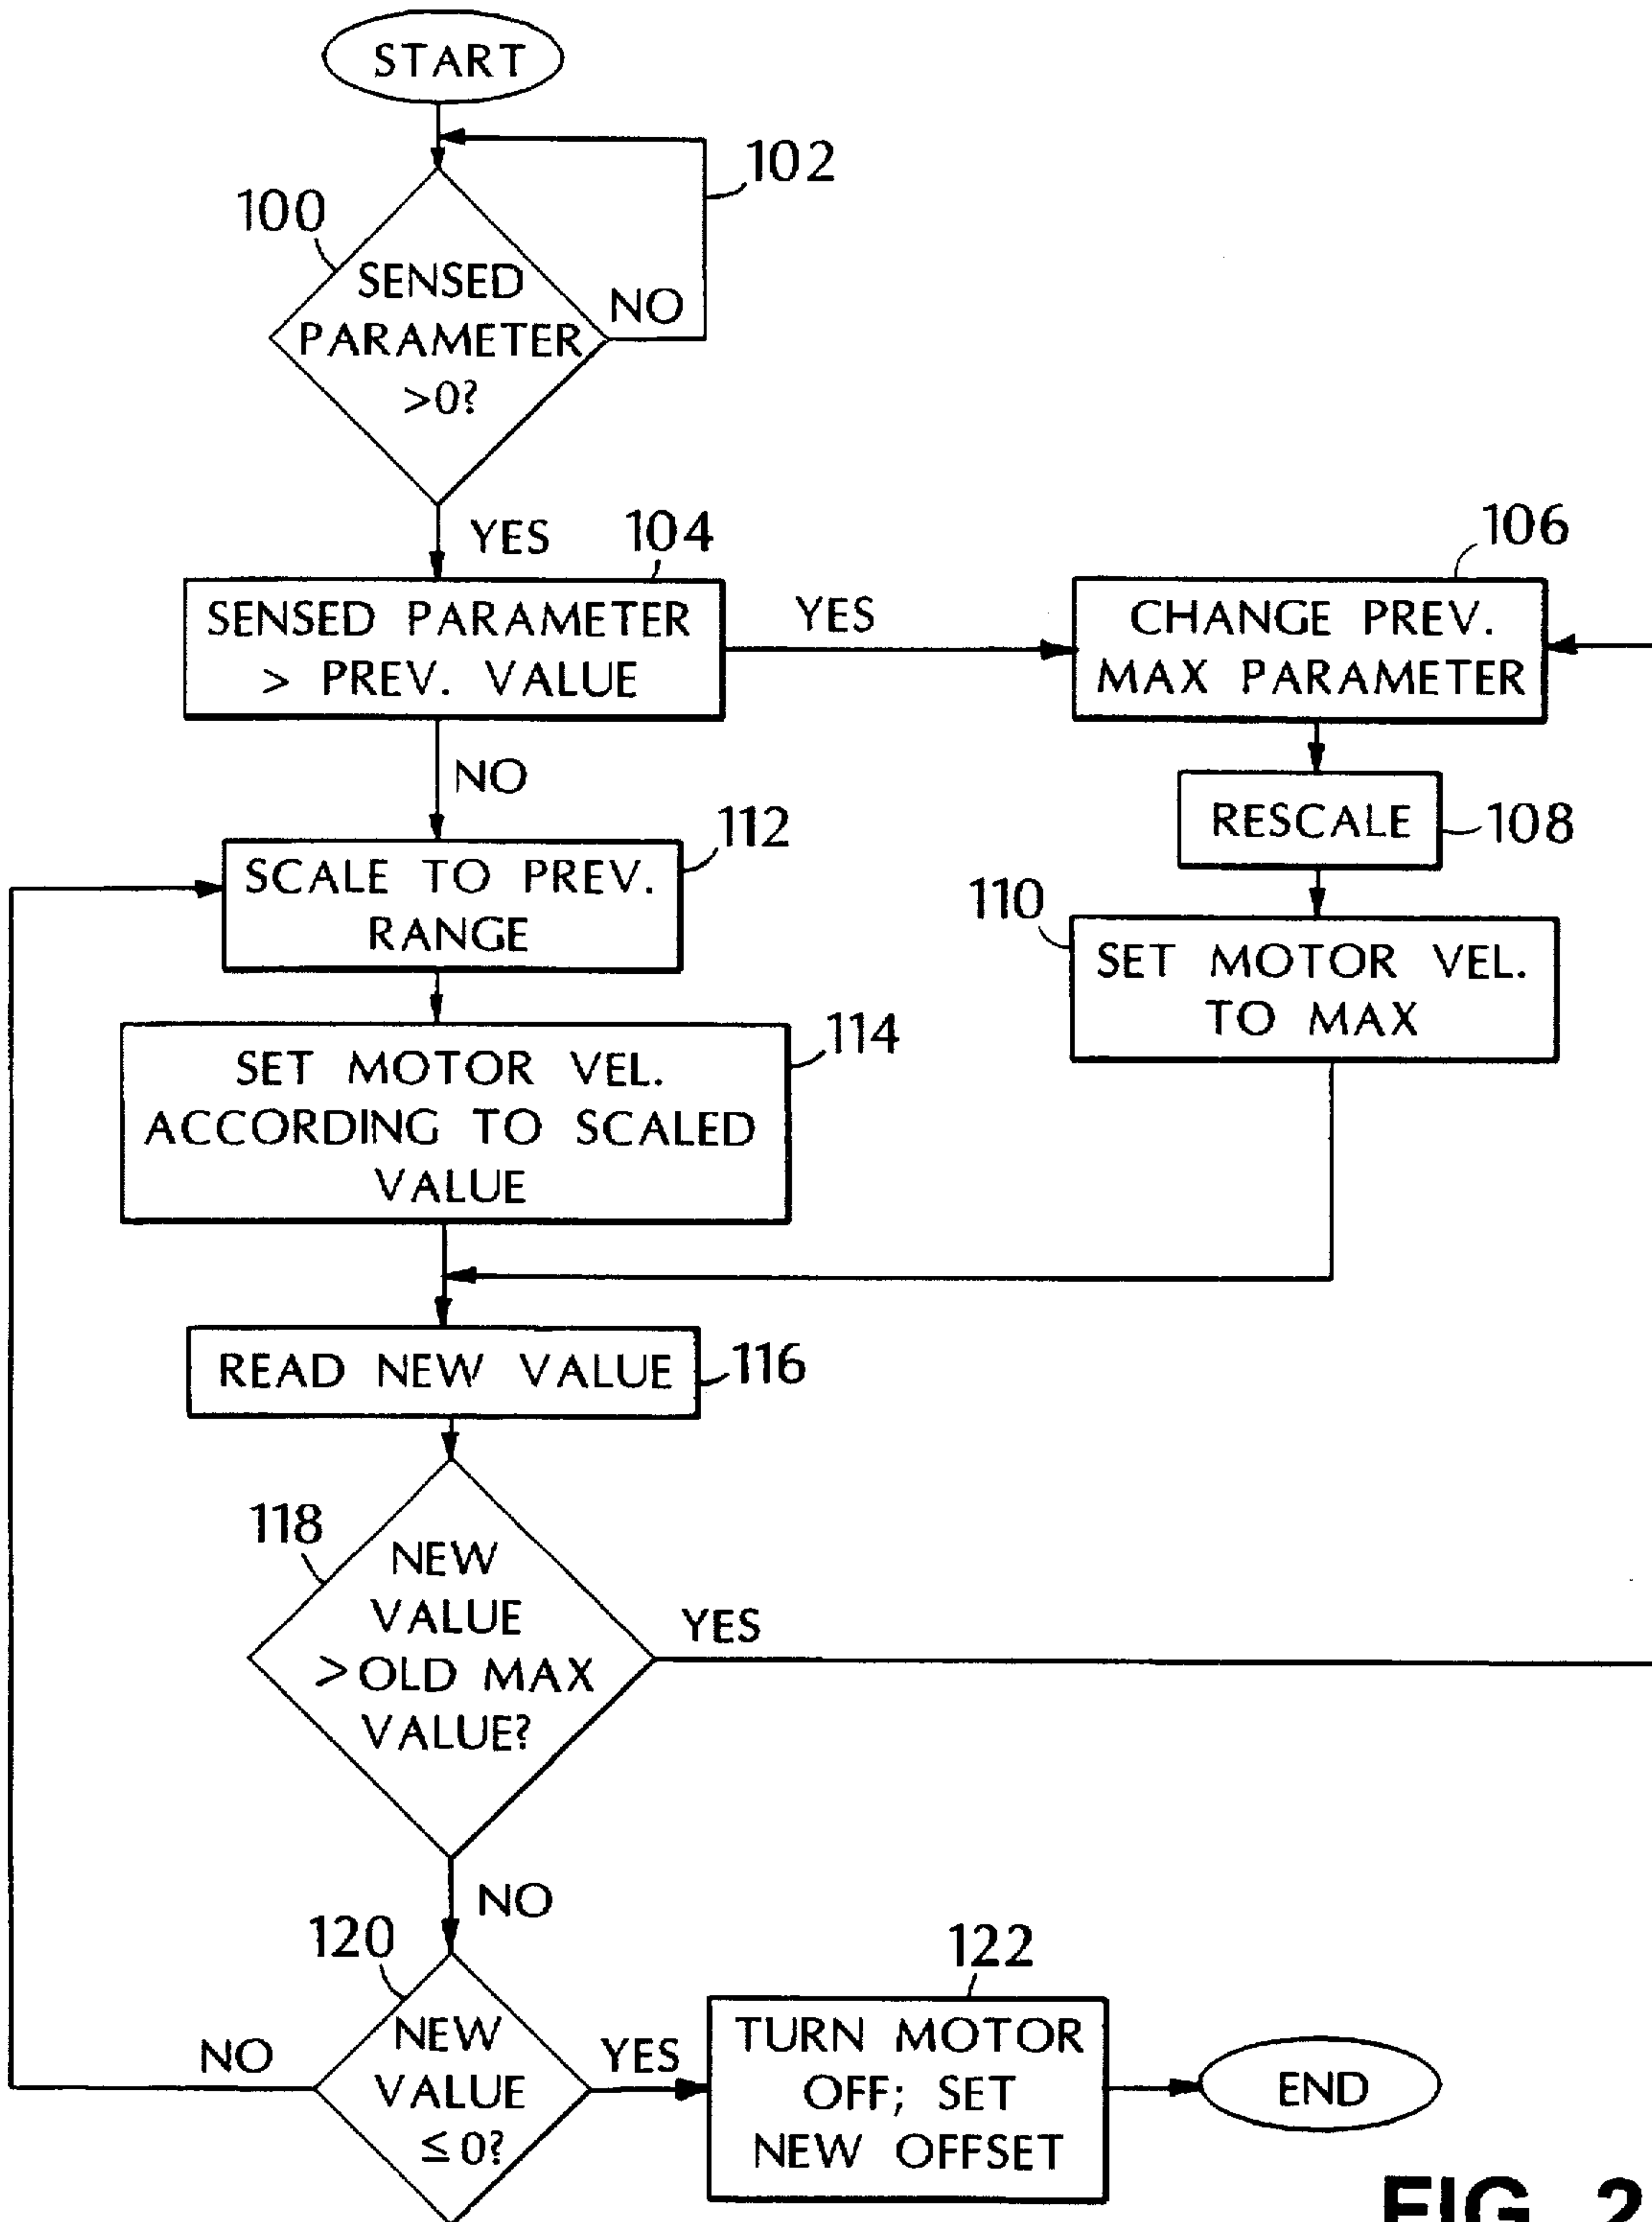 START
102
100
SENSED
PARAMETER
>0?
NO
YES
104
SENSED PARAMETER
> PREV. VALUE
YES
106
CHANGE PREV.
MAX PARAMETER
NO
RESCALE
108
112
SCALE TO PREV.
RANGE
110
SET MOTOR VEL.
TO MAX
114
SET MOTOR VEL.
ACCORDING TO SCALED
VALUE
READ NEW VALUE
116
118
NEW
VALUE
>OLD MAX
VALUE?
YES
NO
120
NEW
VALUE
≤0?
NO
YES
122
TURN MOTOR
OFF; SET
NEW OFFSET
END
FIG. 2